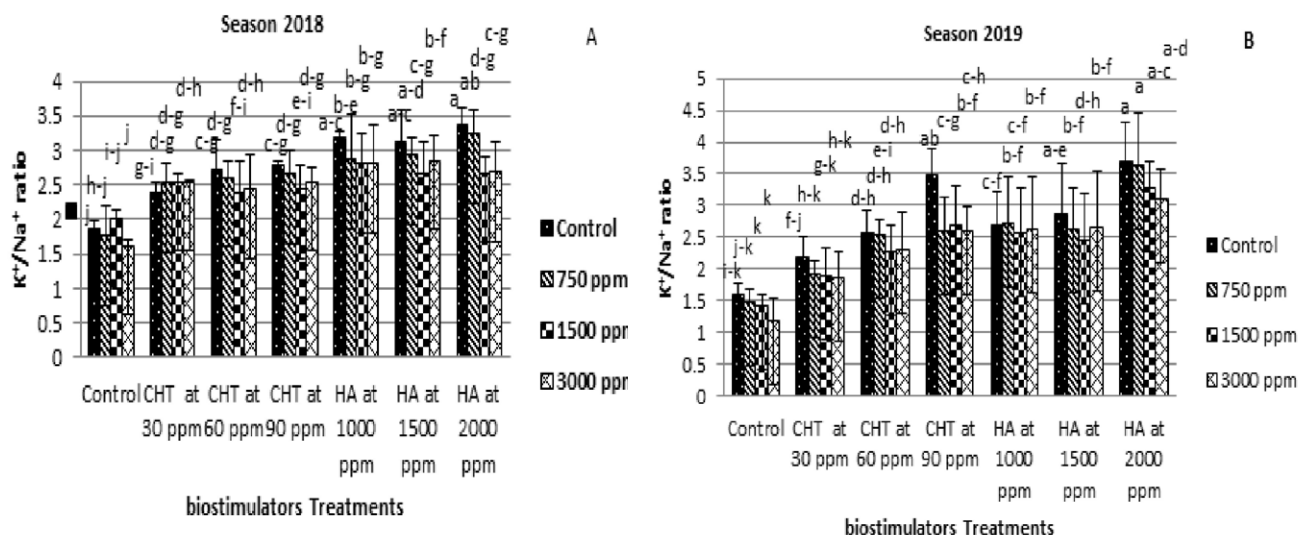 Season 2018
A
4
3.5
3
2.5
2
1.5
1
0.5
0
K⁺/Na⁺ ratio
j
h-j
i-j
j
g-i
d-g
d-g
d-h
c-g
d-g
f-i
d-h
c-g
d-g
e-i
d-g
a-c
b-e
b-g
b-g
a-c
a-d
c-g
b-f
a
ab
d-g
c-g
Control
CHT at
30 ppm
CHT at
60 ppm
CHT at
90 ppm
HA at
1000
ppm
HA at
1500
ppm
HA at
2000
ppm
biostimulators Treatments
Control
750 ppm
1500 ppm
3000 ppm
Season 2019
B
5
4.5
4
3.5
3
2.5
2
1.5
1
0.5
0
K⁺/Na⁺ ratio
j-k
k
k
f-j
h-k
g-k
h-k
d-h
d-h
e-i
d-h
ab
c-g
b-f
c-h
c-f
b-f
c-f
b-f
a-e
b-f
d-h
b-f
a
a
a-c
a-d
Control
CHT at
30 ppm
CHT at
60 ppm
CHT at
90 ppm
HA at
1000
ppm
HA at
1500
ppm
HA at
2000
ppm
biostimulators Treatments
Control
750 ppm
1500 ppm
3000 ppm